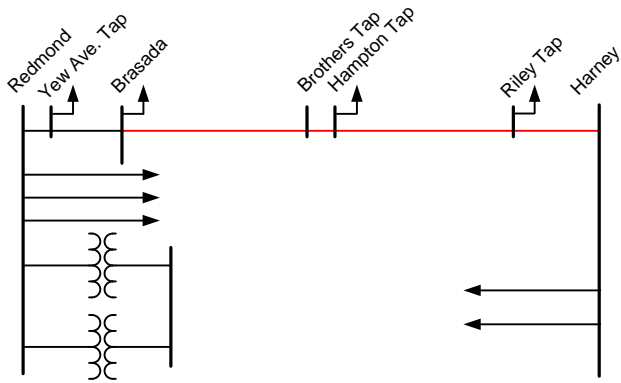 Redmond
Yew Ave. Tap
Brasada
Brothers Tap
Hampton Tap
Riley Tap
Harney